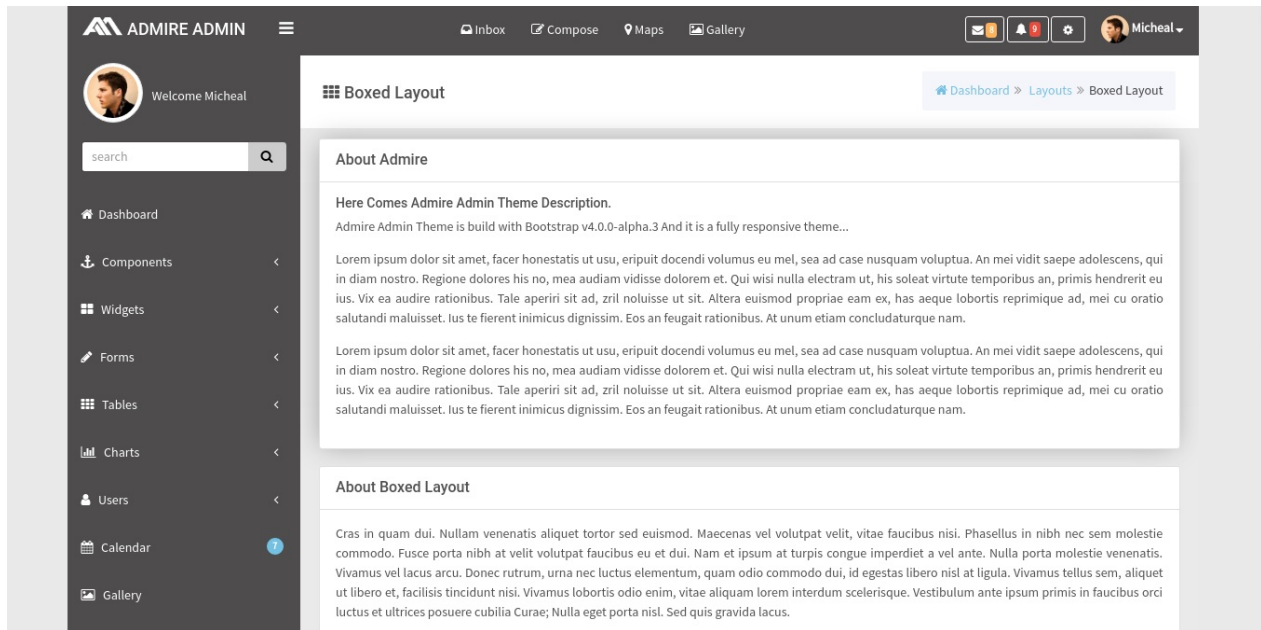 ADMIRE ADMIN
Inbox
Compose
Maps
Gallery
8
9
Micheal
Welcome Micheal
search
Dashboard
Components
Widgets
Forms
Tables
Charts
Users
Calendar
7
Gallery
Boxed Layout
Dashboard » Layouts » Boxed Layout
About Admire
Here Comes Admire Admin Theme Description.
Admire Admin Theme is build with Bootstrap v4.0.0-alpha.3 And it is a fully responsive theme...
Lorem ipsum dolor sit amet, facer honestatis ut usu, eripuit docendi volumus eu mel, sea ad case nusquam voluptua. An mei vidit saepe adolescens, qui
in diam nostro. Regione dolores his no, mea audiam vidisse dolorem et. Qui wisi nulla electram ut, his soleat virtute temporibus an, primis hendrerit eu
ius. Vix ea audire rationibus. Tale aperiri sit ad, zril noluisse ut sit. Altera euismod propriae eam ex, has aeque lobortis reprimique ad, mei cu oratio
salutandi maluisset. Ius te fierent inimicus dignissim. Eos an feugait rationibus. At unum etiam concludaturque nam.
Lorem ipsum dolor sit amet, facer honestatis ut usu, eripuit docendi volumus eu mel, sea ad case nusquam voluptua. An mei vidit saepe adolescens, qui
in diam nostro. Regione dolores his no, mea audiam vidisse dolorem et. Qui wisi nulla electram ut, his soleat virtute temporibus an, primis hendrerit eu
ius. Vix ea audire rationibus. Tale aperiri sit ad, zril noluisse ut sit. Altera euismod propriae eam ex, has aeque lobortis reprimique ad, mei cu oratio
salutandi maluisset. Ius te fierent inimicus dignissim. Eos an feugait rationibus. At unum etiam concludaturque nam.
About Boxed Layout
Cras in quam dui. Nullam venenatis aliquet tortor sed euismod. Maecenas vel volutpat velit, vitae faucibus nisi. Phasellus in nibh nec sem molestie
commodo. Fusce porta nibh at velit volutpat faucibus eu et dui. Nam et ipsum at turpis congue imperdiet a vel ante. Nulla porta molestie venenatis.
Vivamus vel lacus arcu. Donec rutrum, urna nec luctus elementum, quam odio commodo dui, id egestas libero nisl at ligula. Vivamus tellus sem, aliquet
ut libero et, facilisis tincidunt nisi. Vivamus lobortis odio enim, vitae aliquam lorem interdum scelerisque. Vestibulum ante ipsum primis in faucibus orci
luctus et ultrices posuere cubilia Curae; Nulla eget porta nisl. Sed quis gravida lacus.